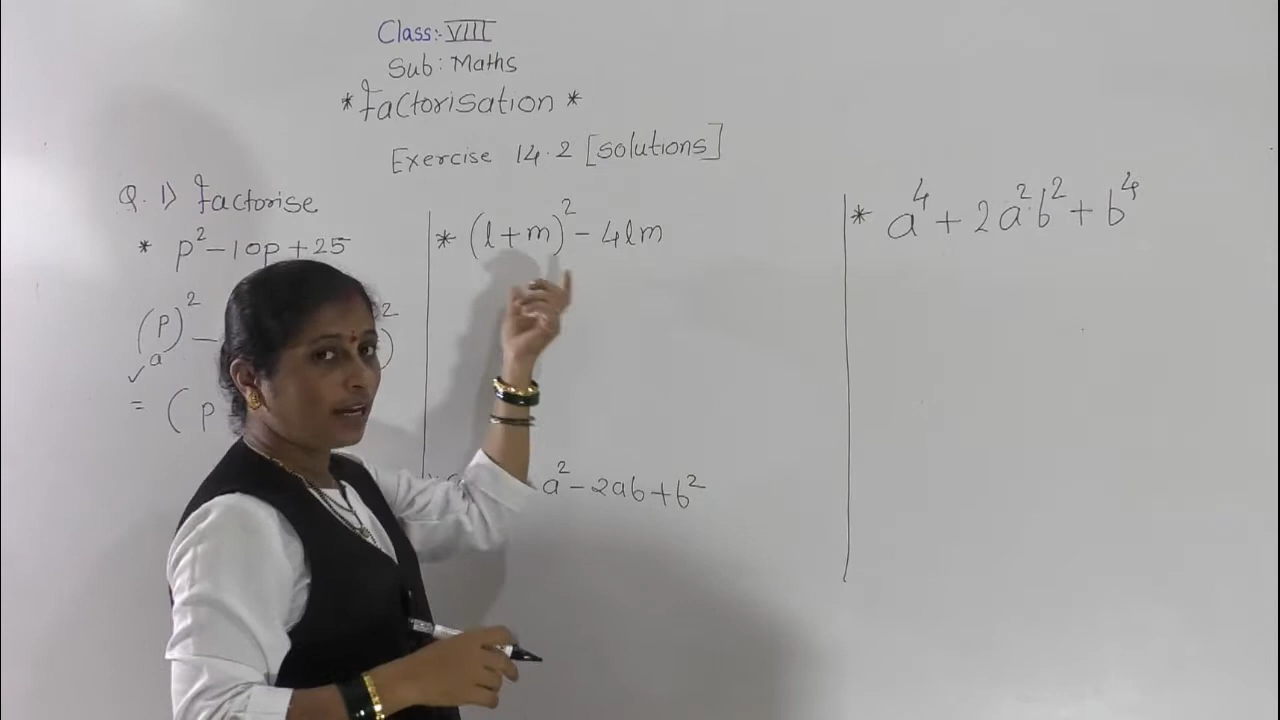 Class:- VIII
Sub: Maths
* Factorisation *
Exercise 14.2 [solutions]
Q. 1) Factorise
* p² - 10p + 25
(p)² -
a
)²
✓
= (p -
* (l+m)² - 4lm
a² - 2ab + b²
* a⁴ + 2a²b² + b⁴